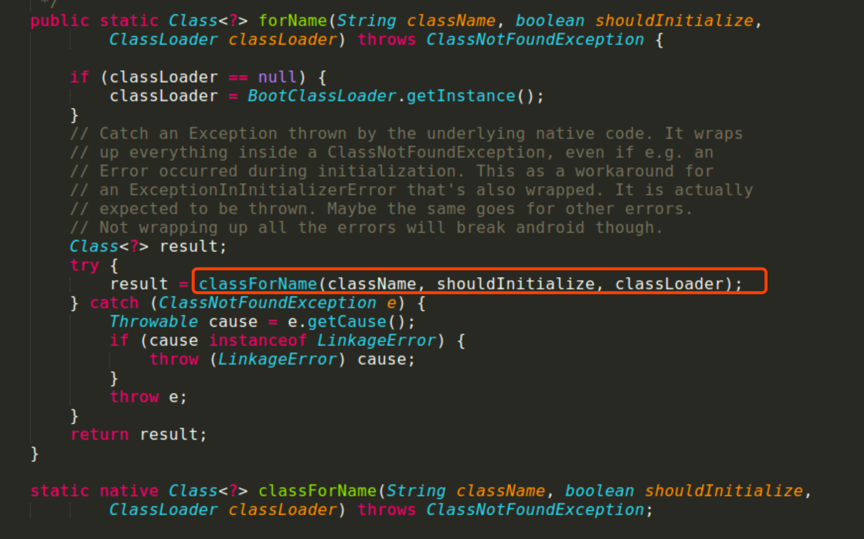 */
public static Class<?> forName(String className, boolean shouldInitialize,
        ClassLoader classLoader) throws ClassNotFoundException {
    if (classLoader == null) {
        classLoader = BootClassLoader.getInstance();
    }
    // Catch an Exception thrown by the underlying native code. It wraps
    // up everything inside a ClassNotFoundException, even if e.g. an
    // Error occurred during initialization. This as a workaround for
    // an ExceptionInInitializerError that's also wrapped. It is actually
    // expected to be thrown. Maybe the same goes for other errors.
    // Not wrapping up all the errors will break android though.
    Class<?> result;
    try {
        result = classForName(className, shouldInitialize, classLoader);
    } catch (ClassNotFoundException e) {
        Throwable cause = e.getCause();
        if (cause instanceof LinkageError) {
            throw (LinkageError) cause;
        }
        throw e;
    }
    return result;
}
static native Class<?> classForName(String className, boolean shouldInitialize,
        ClassLoader classLoader) throws ClassNotFoundException;